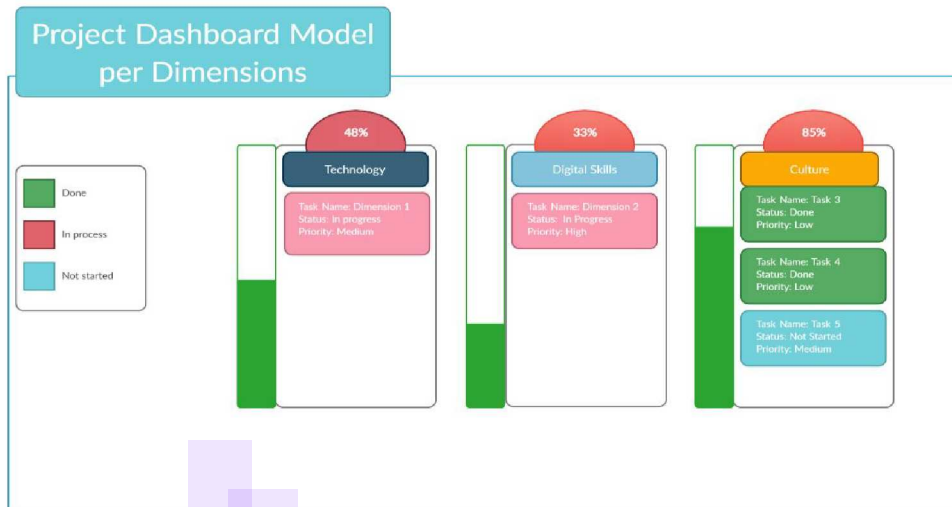 Project Dashboard Model
per Dimensions
Done
In process
Not started
48%
Technology
Task Name: Dimension 1
Status: In progress
Priority: Medium
33%
Digital Skills
Task Name: Dimension 2
Status: In Progress
Priority: High
85%
Culture
Task Name: Task 3
Status: Done
Priority: Low
Task Name: Task 4
Status: Done
Priority: Low
Task Name: Task 5
Status: Not Started
Priority: Medium